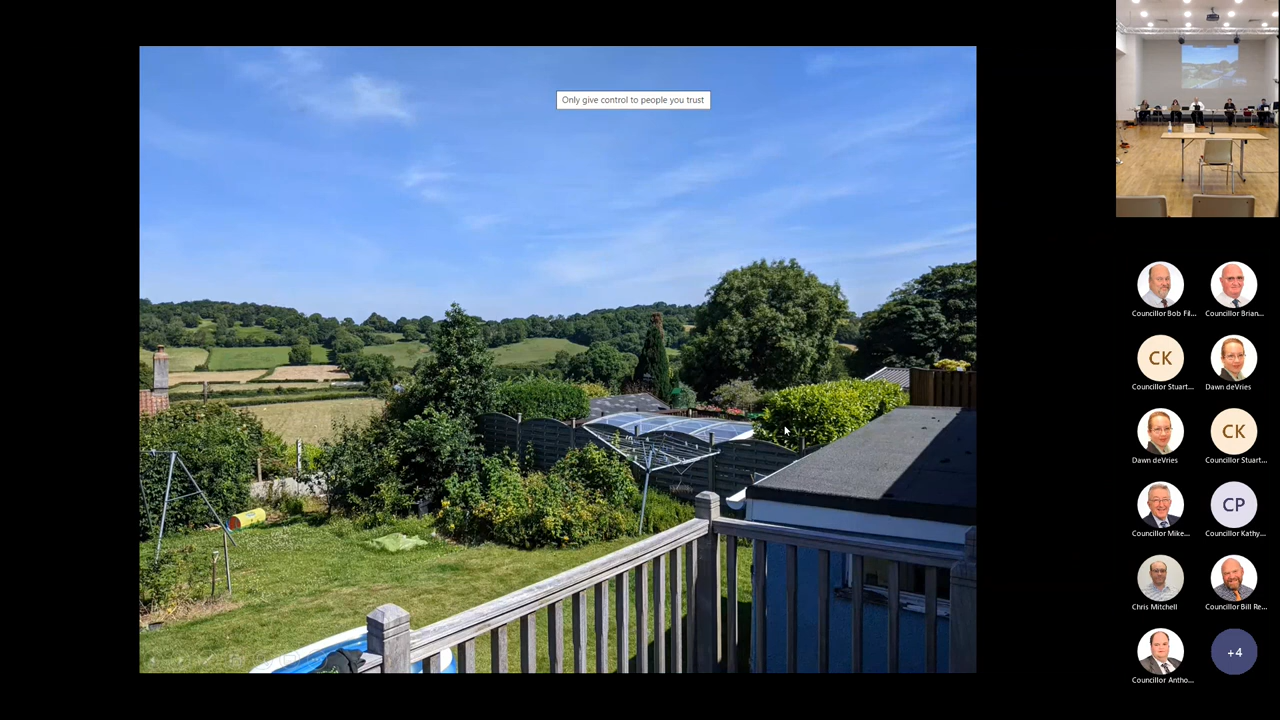 Only give control to people you trust
Councillor Bob Fil...
Councillor Brian...
CK
Councillor Stuart...
Dawn deVries
Dawn deVries
CK
Councillor Stuart...
Councillor Mike...
CP
Councillor Kathy...
Chris Mitchell
Councillor Bill Re...
Councillor Antho...
+4